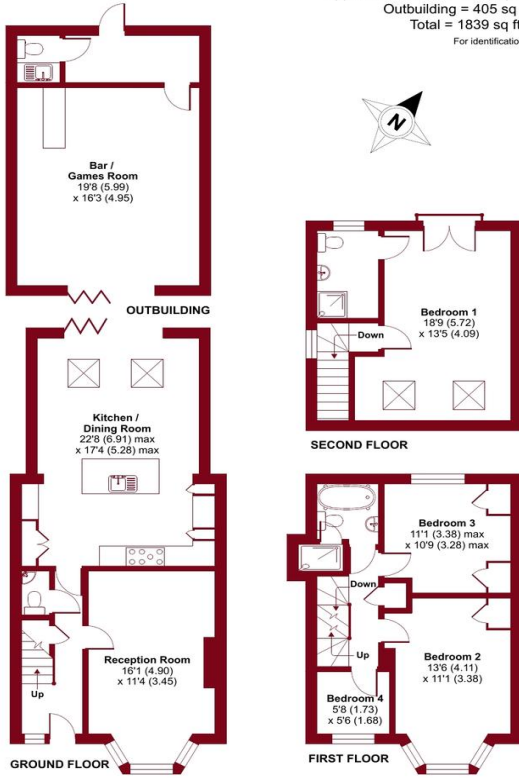 Outbuilding = 405 sq
Total = 1839 sq ft
For identificatio
N
Bar /
Games Room
19'8 (5.99)
x 16'3 (4.95)
OUTBUILDING
Kitchen /
Dining Room
22'8 (6.91) max
x 17'4 (5.28) max
Reception Room
16'1 (4.90)
x 11'4 (3.45)
Up
GROUND FLOOR
Bedroom 1
18'9 (5.72)
x 13'5 (4.09)
Down
SECOND FLOOR
Bedroom 3
11'1 (3.38) max
x 10'9 (3.28) max
Down
Up
Bedroom 2
13'6 (4.11)
x 11'1 (3.38)
Bedroom 4
5'8 (1.73)
x 5'6 (1.68)
FIRST FLOOR